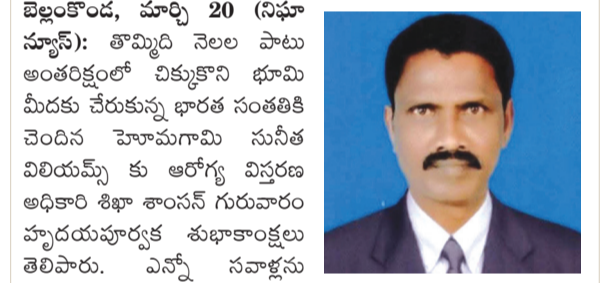 బెల్లంకొండ, మార్చి 20 (నిఘా
న్యూస్): తొమ్మిది నెలల పాటు
అంతరిక్షంలో చిక్కుకొని భూమి
మీదకు చేరుకున్న భారత సంతతికి
చెందిన హెూమగామి సునీత
విలియమ్స్ కు ఆరోగ్య విస్తరణ
అధికారి శిఖా శాంసన్ గురువారం
హృదయపూర్వక శుభాకాంక్షలు
తెలిపారు. ఎన్నో సవాళ్లను